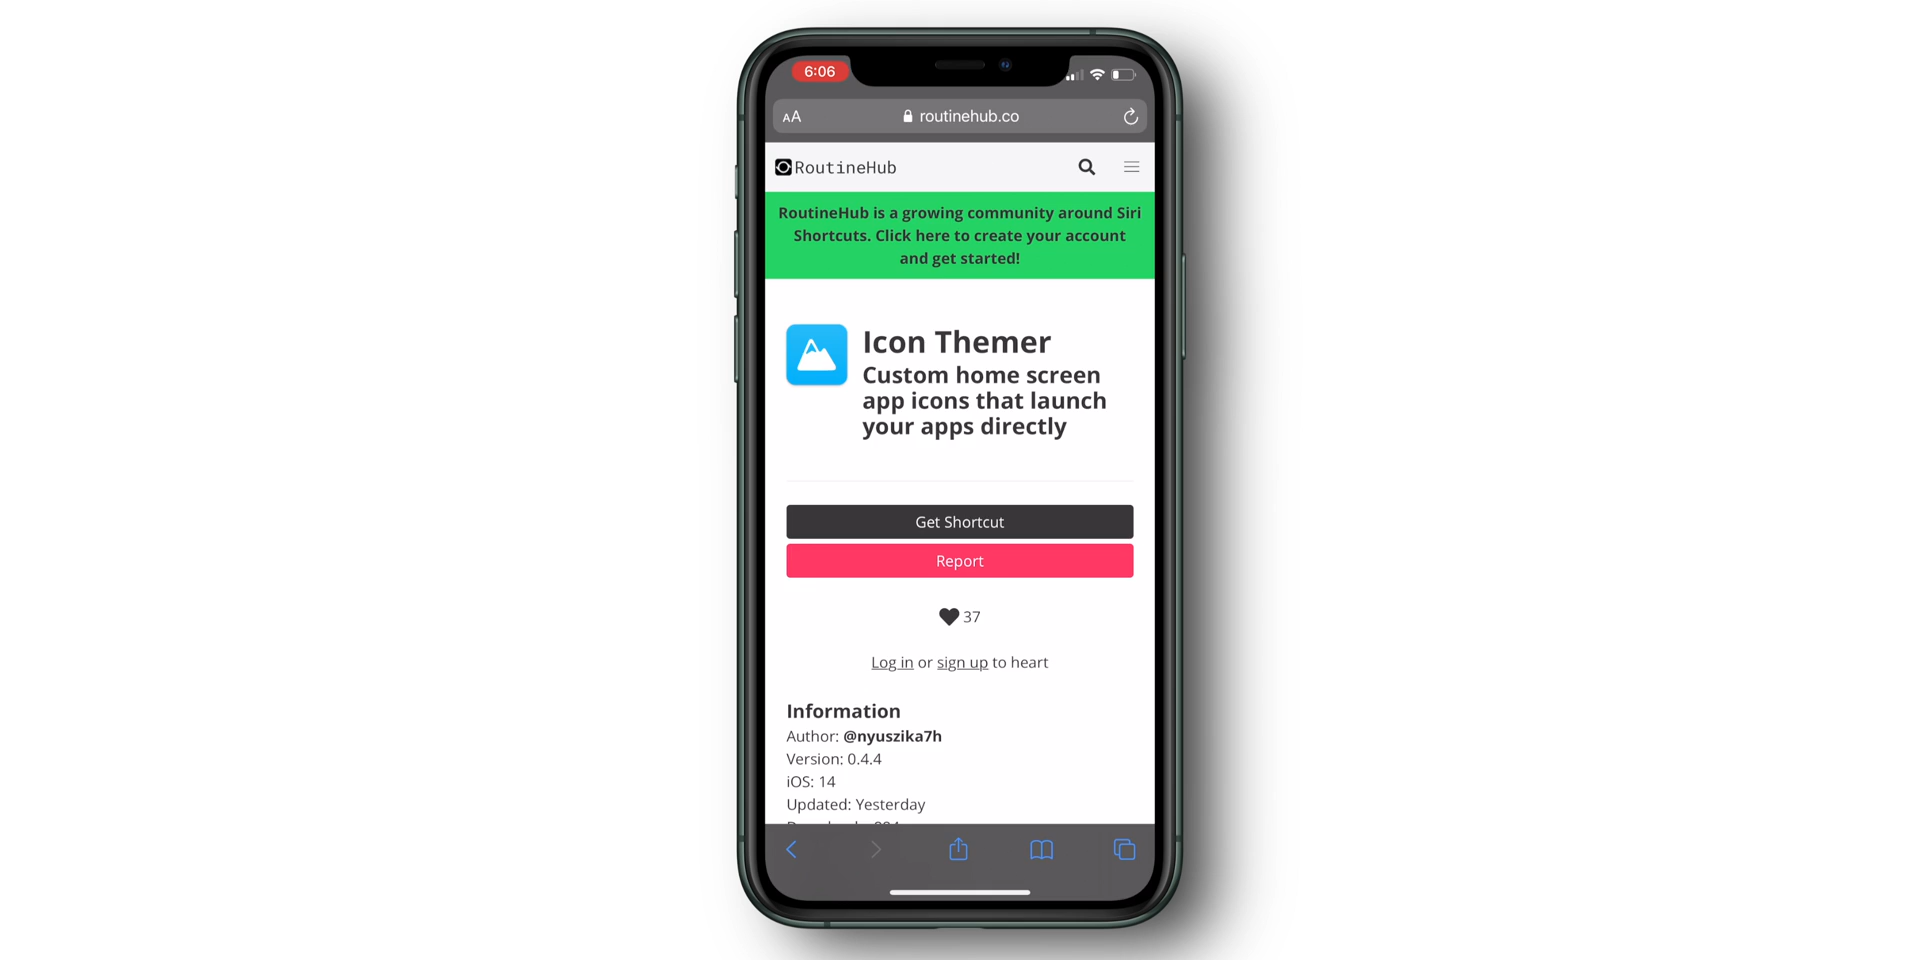 6:06
AA routinehub.co
RoutineHub
RoutineHub is a growing community around Siri
Shortcuts. Click here to create your account
and get started!
Icon Themer
Custom home screen
app icons that launch
your apps directly
Get Shortcut
Report
37
Log in or sign up to heart
Information
Author: @nyuszika7h
Version: 0.4.4
iOS: 14
Updated: Yesterday